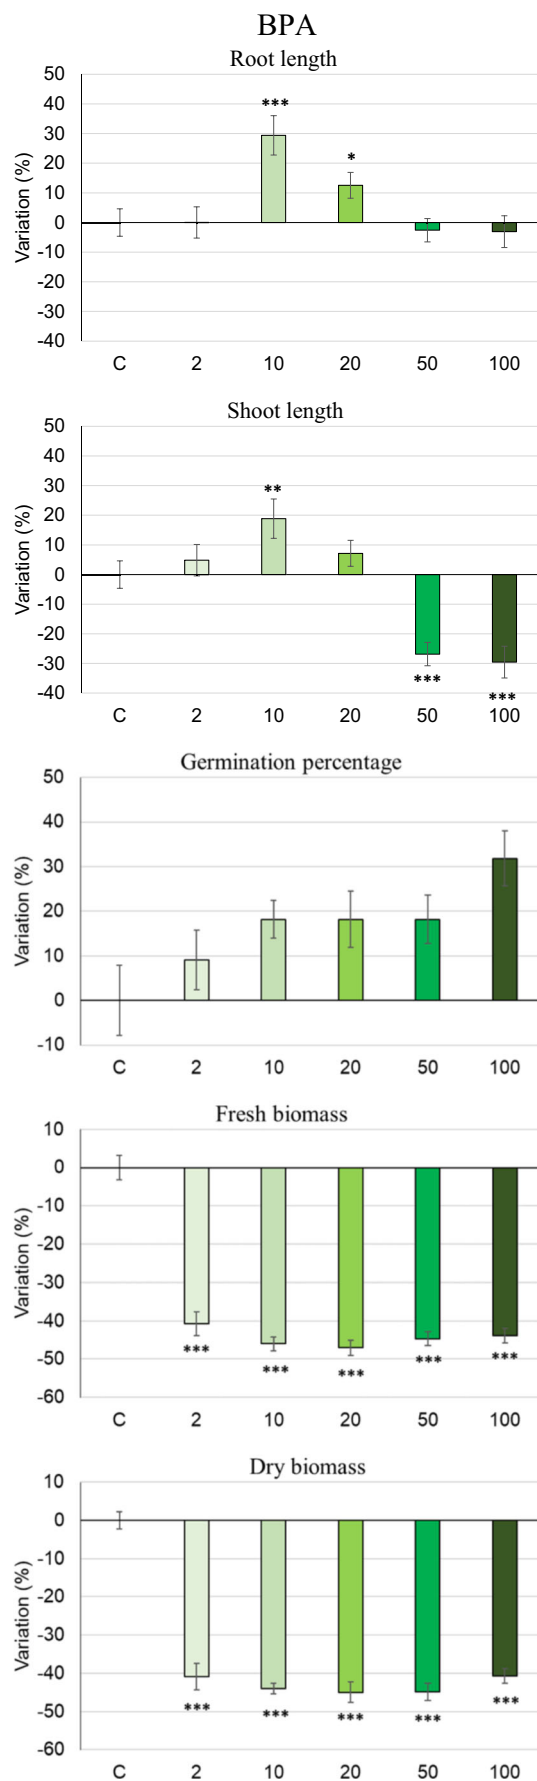 BPA
Root length
Variation (%)
50
40
30
20
10
0
-10
-20
-30
-40
***
*
C 2 10 20 50 100
Shoot length
Variation (%)
50
40
30
20
10
0
-10
-20
-30
-40
**
***
***
C 2 10 20 50 100
Germination percentage
Variation (%)
50
40
30
20
10
0
-10
C 2 10 20 50 100
Fresh biomass
Variation (%)
10
0
-10
-20
-30
-40
-50
-60
*** *** *** *** ***
C 2 10 20 50 100
Dry biomass
Variation (%)
10
0
-10
-20
-30
-40
-50
-60
*** *** *** *** ***
C 2 10 20 50 100